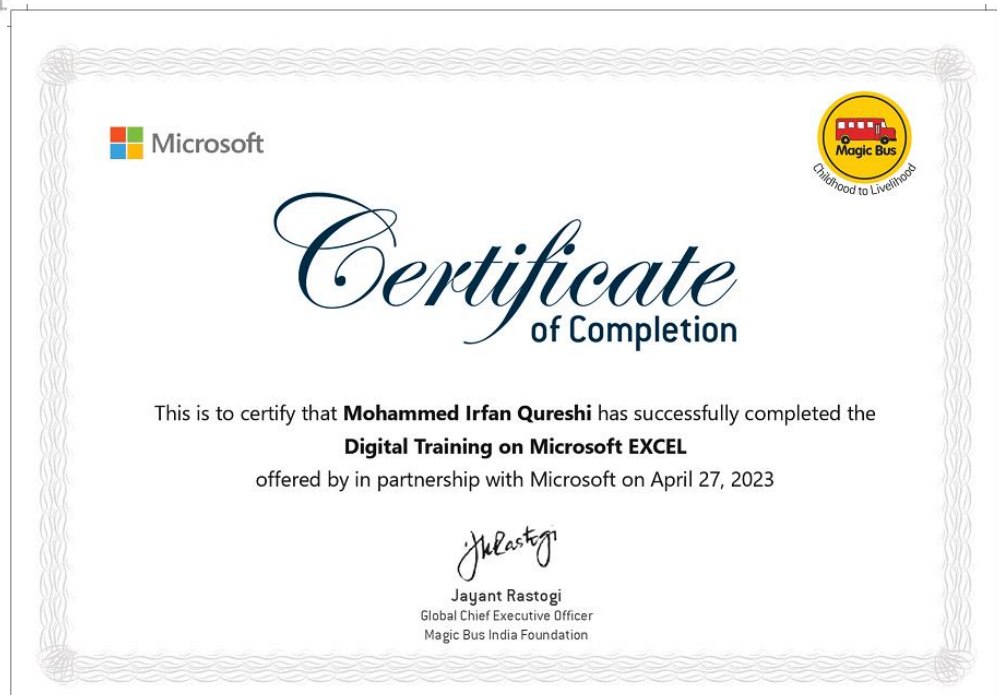 Microsoft
Magic Bus
Childhood to Livelihood
Certificate
of Completion
This is to certify that Mohammed Irfan Qureshi has successfully completed the
Digital Training on Microsoft EXCEL
offered by in partnership with Microsoft on April 27, 2023
JkRastogi
Jayant Rastogi
Global Chief Executive Officer
Magic Bus India Foundation